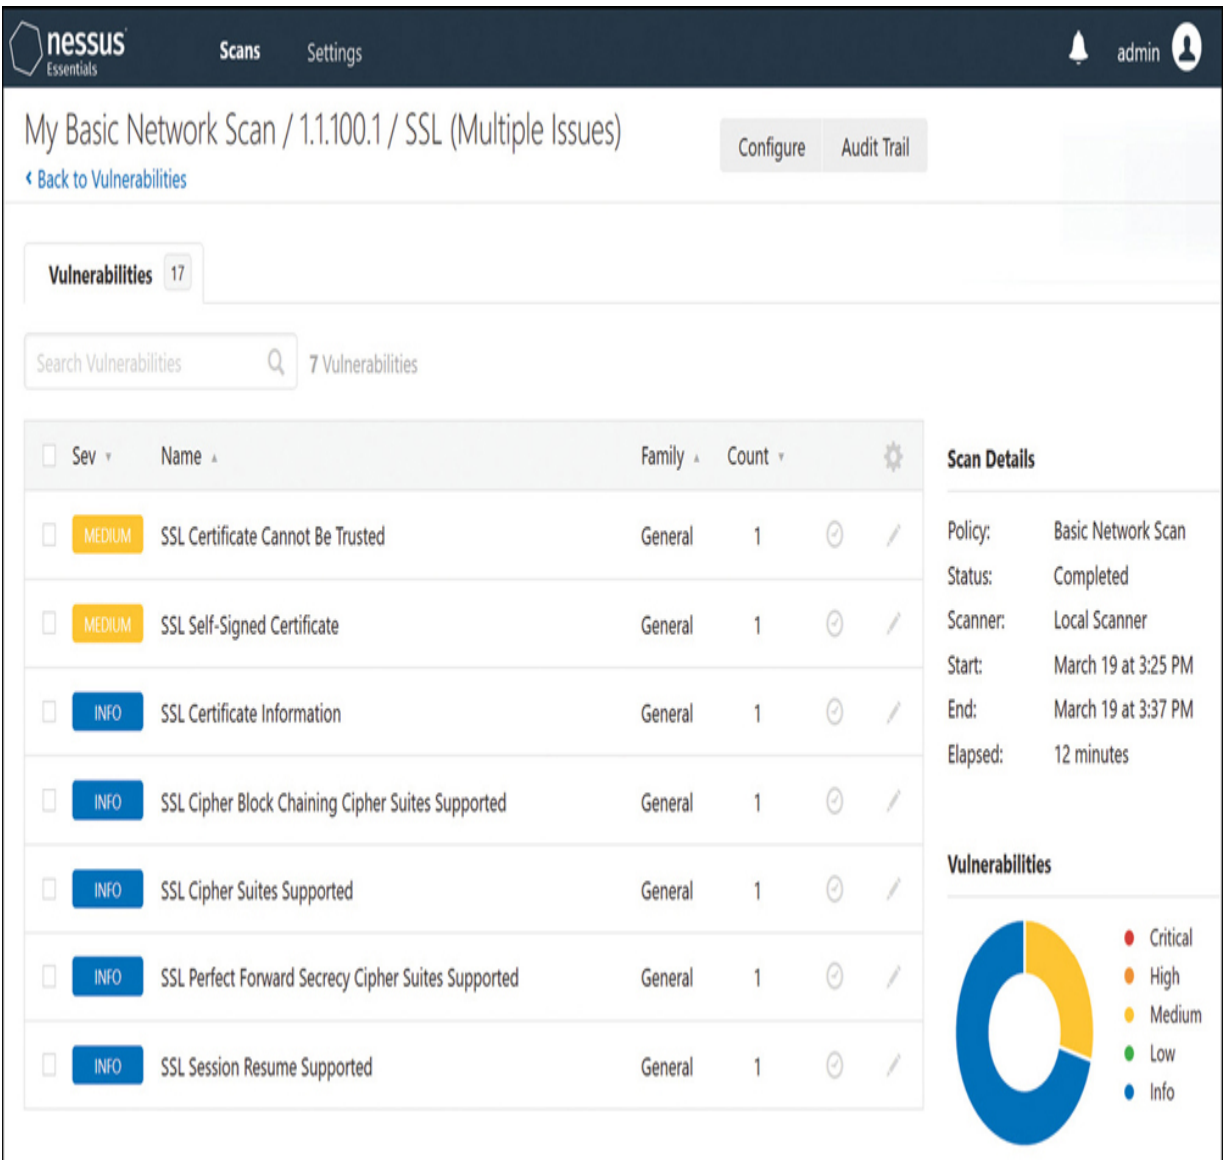 nessus
Essentials
Scans
Settings
admin
My Basic Network Scan / 1.1.100.1 / SSL (Multiple Issues)
Configure
Audit Trail
Back to Vulnerabilities
Vulnerabilities 17
Search Vulnerabilities
7 Vulnerabilities
Sev Name Family Count
MEDIUM SSL Certificate Cannot Be Trusted General 1
MEDIUM SSL Self-Signed Certificate General 1
INFO SSL Certificate Information General 1
INFO SSL Cipher Block Chaining Cipher Suites Supported General 1
INFO SSL Cipher Suites Supported General 1
INFO SSL Perfect Forward Secrecy Cipher Suites Supported General 1
INFO SSL Session Resume Supported General 1
Scan Details
Policy: Basic Network Scan
Status: Completed
Scanner: Local Scanner
Start: March 19 at 3:25 PM
End: March 19 at 3:37 PM
Elapsed: 12 minutes
Vulnerabilities
Critical
High
Medium
Low
Info